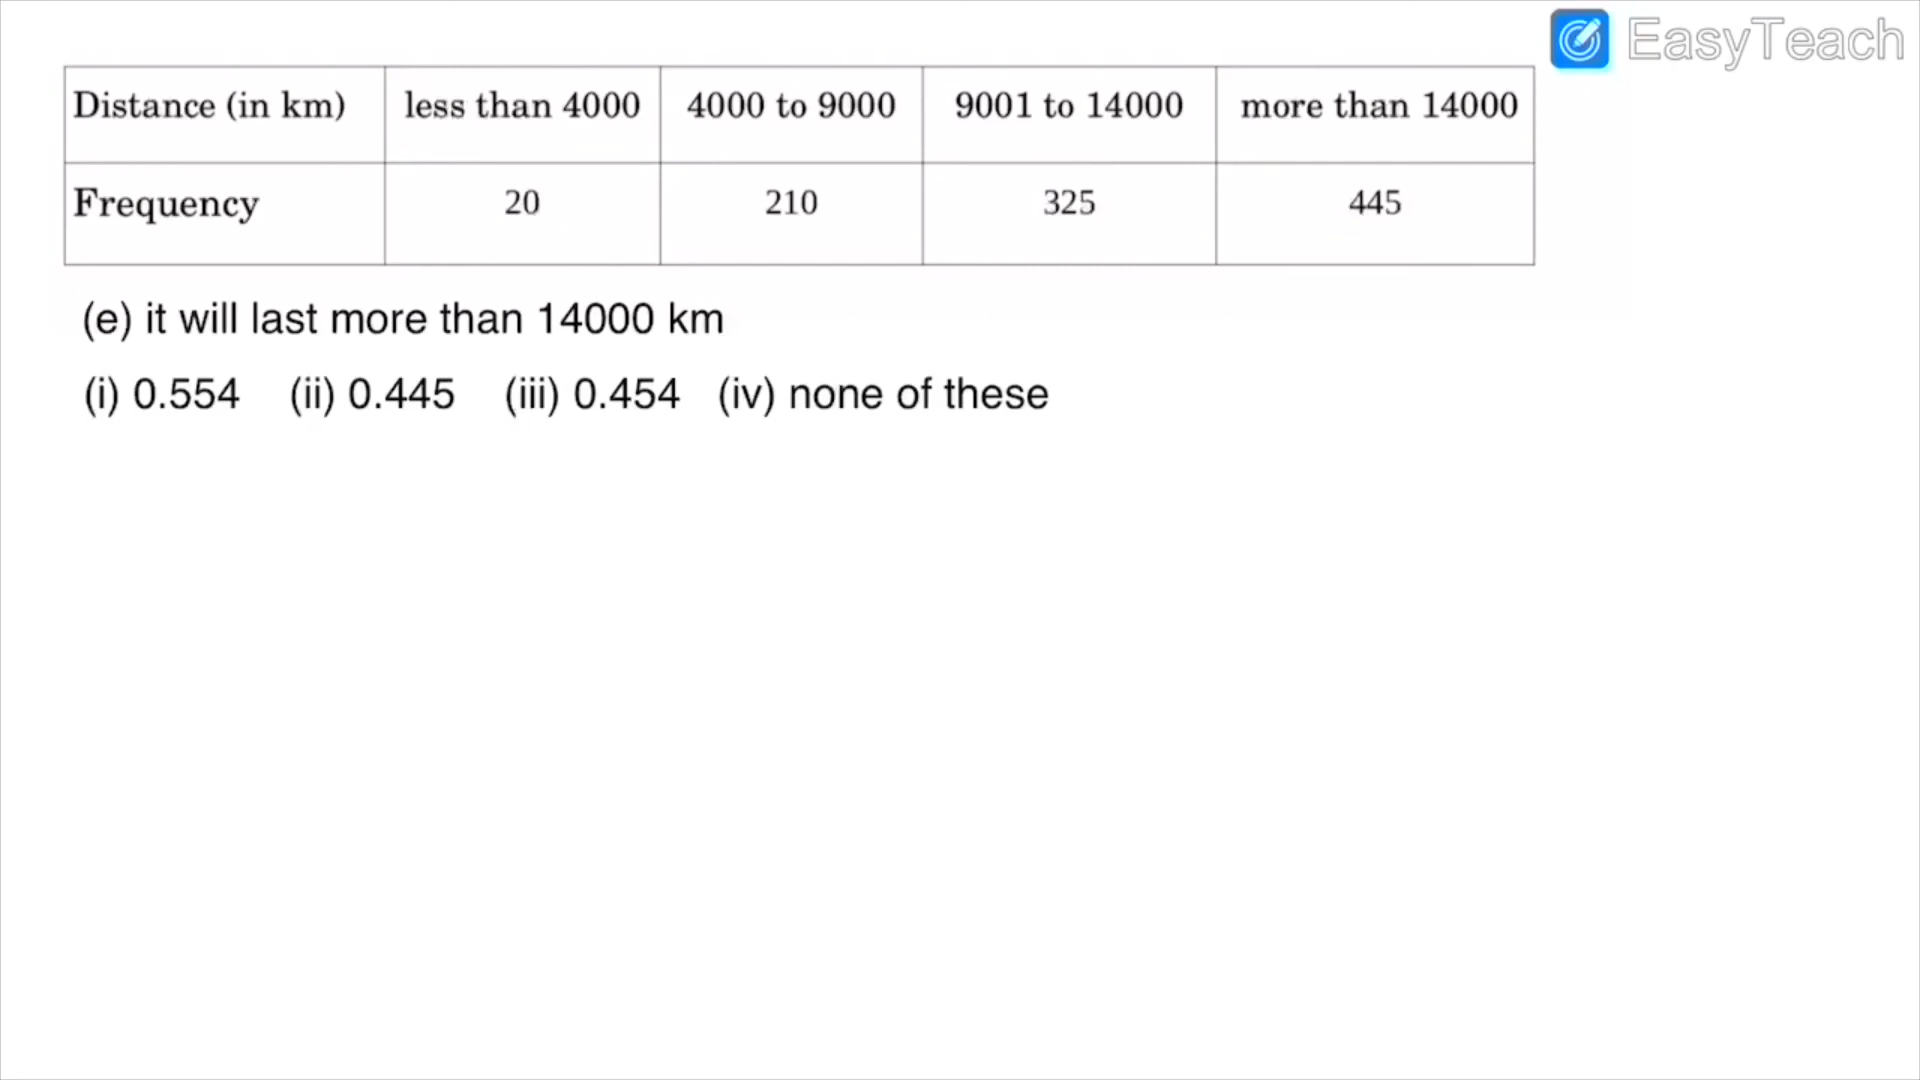 EasyTeach
Distance (in km) less than 4000 4000 to 9000 9001 to 14000 more than 14000
Frequency 20 210 325 445
(e) it will last more than 14000 km
(i) 0.554 (ii) 0.445 (iii) 0.454 (iv) none of these